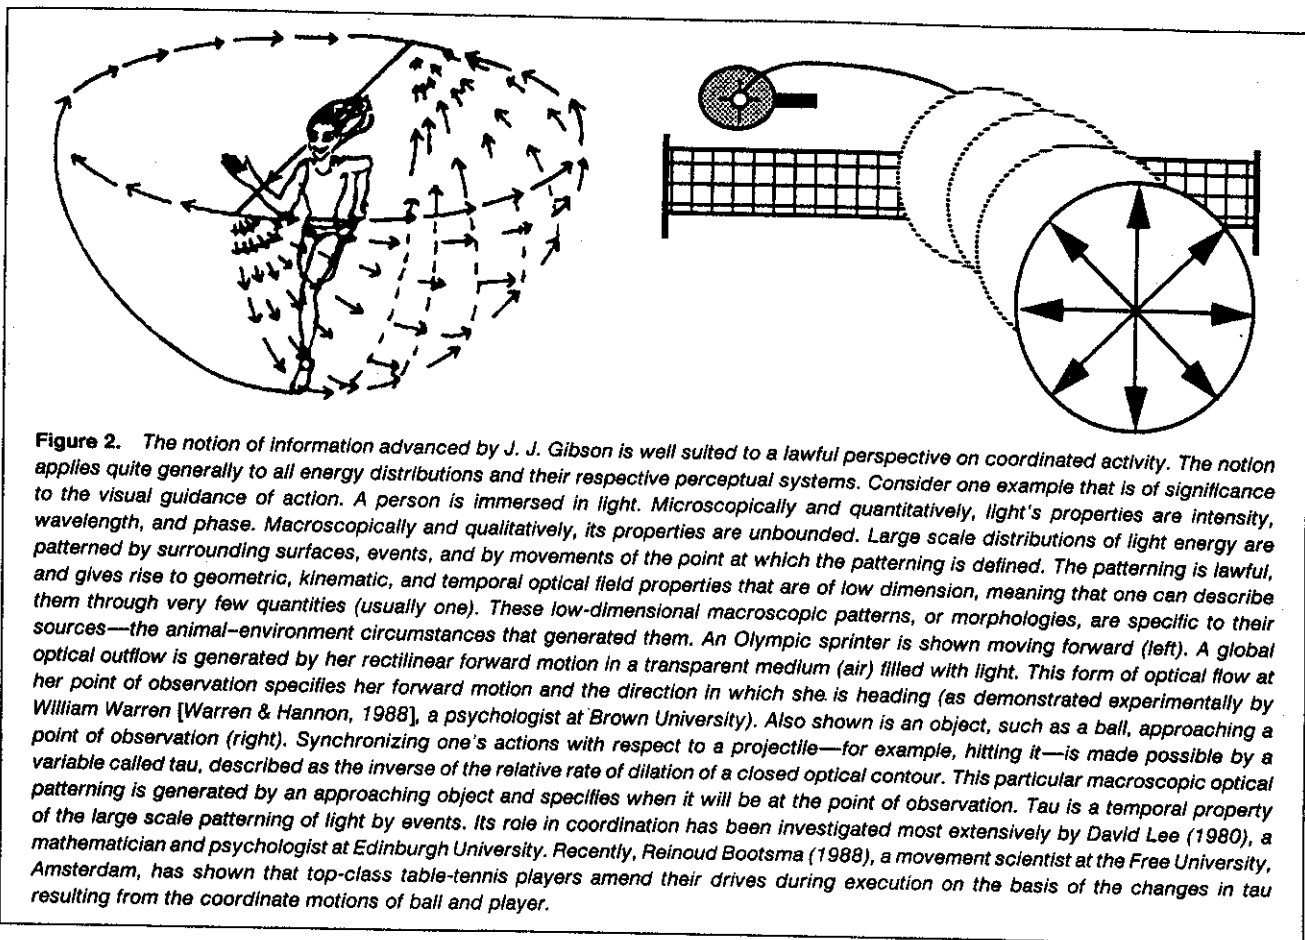 Figure 2. The notion of information advanced by J. J. Gibson is well suited to a lawful perspective on coordinated activity. The notion
applies quite generally to all energy distributions and their respective perceptual systems. Consider one example that is of significance
to the visual guidance of action. A person is immersed in light. Microscopically and quantitatively, light's properties are intensity,
wavelength, and phase. Macroscopically and qualitatively, its properties are unbounded. Large scale distributions of light energy are
patterned by surrounding surfaces, events, and by movements of the point at which the patterning is defined. The patterning is lawful,
and gives rise to geometric, kinematic, and temporal optical field properties that are of low dimension, meaning that one can describe
them through very few quantities (usually one). These low-dimensional macroscopic patterns, or morphologies, are specific to their
sources—the animal–environment circumstances that generated them. An Olympic sprinter is shown moving forward (left). A global
optical outflow is generated by her rectilinear forward motion in a transparent medium (air) filled with light. This form of optical flow at
her point of observation specifies her forward motion and the direction in which she is heading (as demonstrated experimentally by
William Warren [Warren & Hannon, 1988], a psychologist at Brown University). Also shown is an object, such as a ball, approaching a
point of observation (right). Synchronizing one's actions with respect to a projectile—for example, hitting it—is made possible by a
variable called tau, described as the inverse of the relative rate of dilation of a closed optical contour. This particular macroscopic optical
patterning is generated by an approaching object and specifies when it will be at the point of observation. Tau is a temporal property
of the large scale patterning of light by events. Its role in coordination has been investigated most extensively by David Lee (1980), a
mathematician and psychologist at Edinburgh University. Recently, Reinoud Bootsma (1988), a movement scientist at the Free University,
Amsterdam, has shown that top-class table-tennis players amend their drives during execution on the basis of the changes in tau
resulting from the coordinate motions of ball and player.